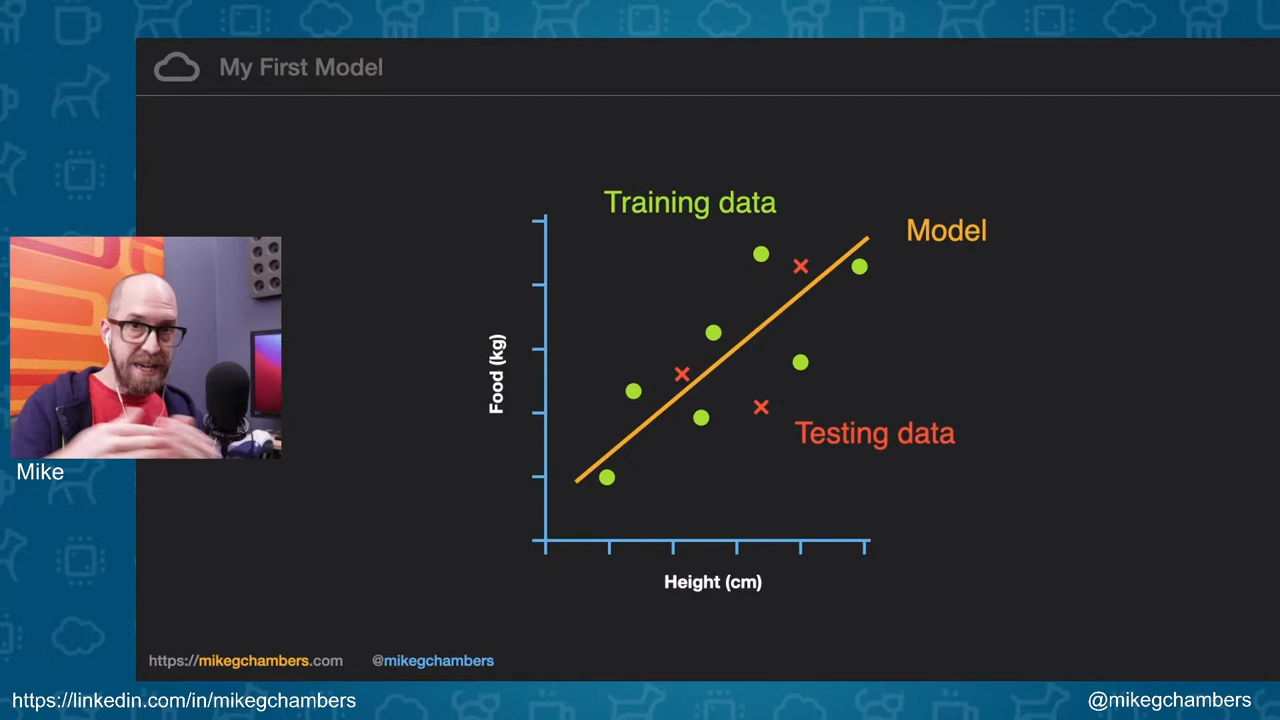 My First Model
Training data
Model
Food (kg)
Testing data
Mike
Height (cm)
https://mikegchambers.com
@mikegchambers
https://linkedin.com/in/mikegchambers
@mikegchambers